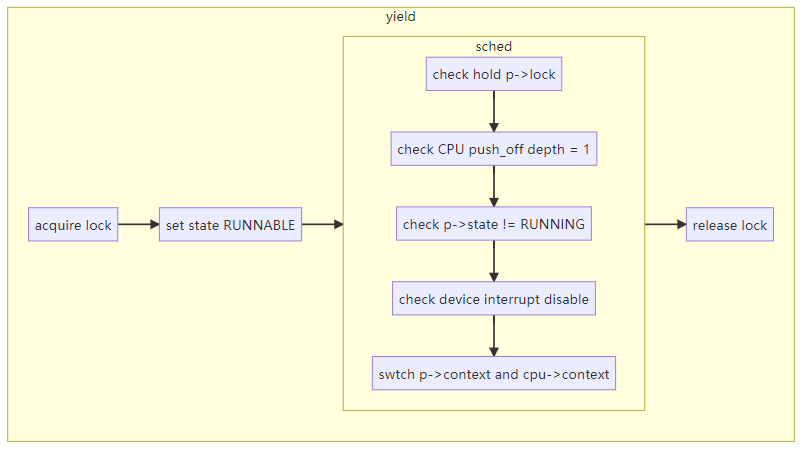 yield
sched
check hold p->lock
check CPU push_off depth = 1
acquire lock
set state RUNNABLE
check p->state != RUNNING
release lock
check device interrupt disable
swtch p->context and cpu->context